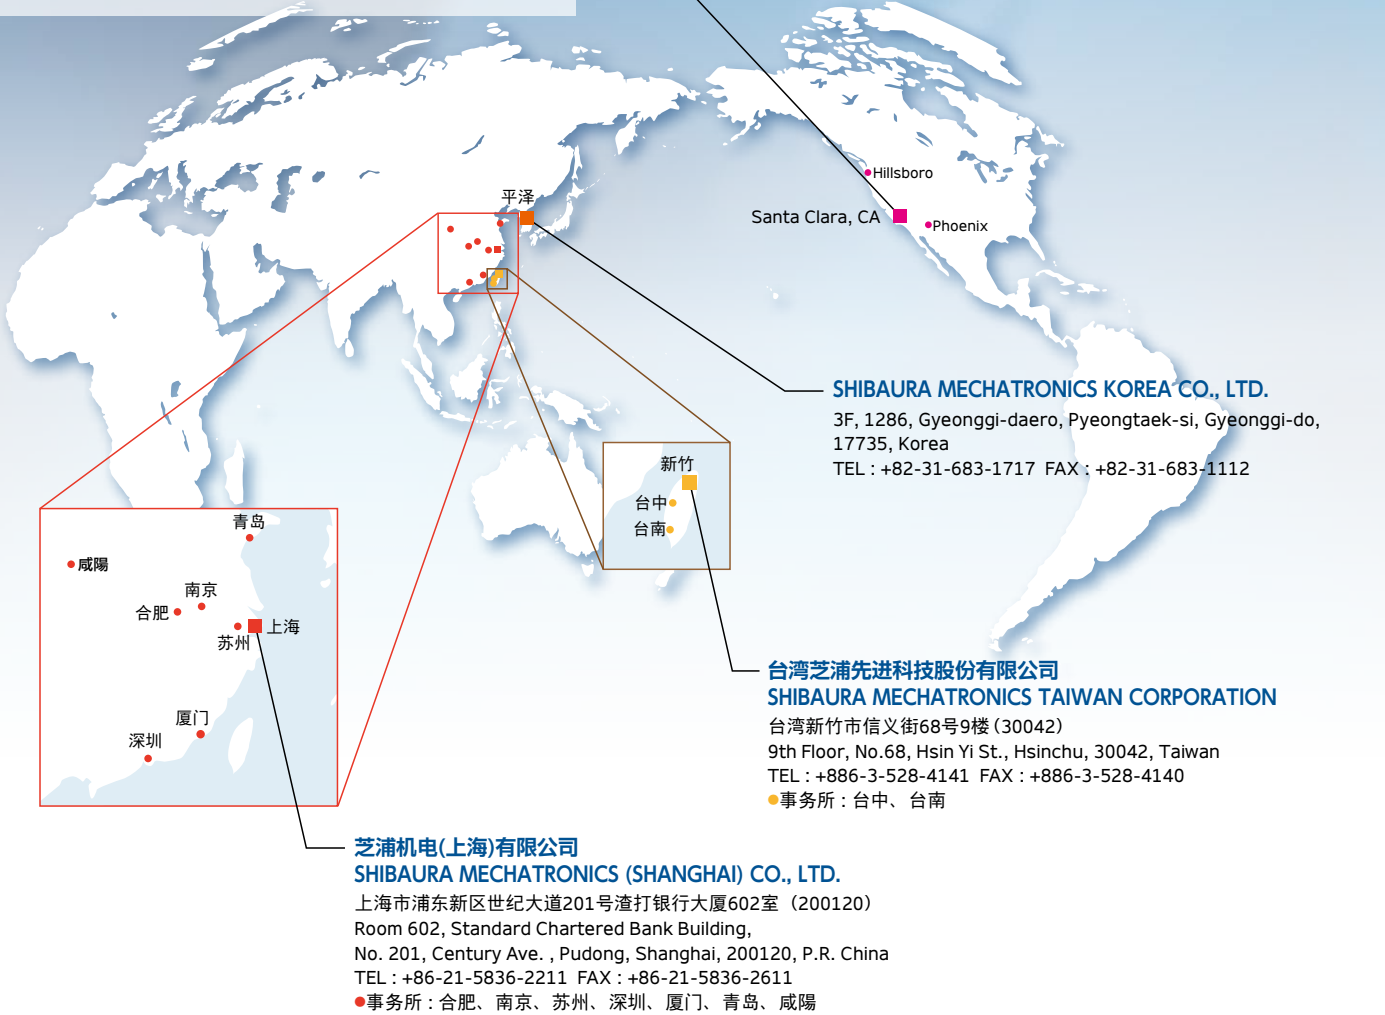 Hillsboro
Santa Clara, CA
Phoenix
平泽
SHIBAURA MECHATRONICS KOREA CO., LTD.
3F, 1286, Gyeonggi-daero, Pyeongtaek-si, Gyeonggi-do,
17735, Korea
TEL : +82-31-683-1717 FAX : +82-31-683-1112
新竹
台中
台南
青岛
咸陽
南京
合肥
苏州
上海
厦门
深圳
台湾芝浦先进科技股份有限公司
SHIBAURA MECHATRONICS TAIWAN CORPORATION
台湾新竹市信义街68号9楼（30042）
9th Floor, No.68, Hsin Yi St., Hsinchu, 30042, Taiwan
TEL : +886-3-528-4141 FAX : +886-3-528-4140
●事务所 : 台中、台南
芝浦机电(上海)有限公司
SHIBAURA MECHATRONICS (SHANGHAI) CO., LTD.
上海市浦东新区世纪大道201号渣打银行大厦602室（200120）
Room 602, Standard Chartered Bank Building,
No. 201, Century Ave. , Pudong, Shanghai, 200120, P.R. China
TEL : +86-21-5836-2211 FAX : +86-21-5836-2611
●事务所 : 合肥、南京、苏州、深圳、厦门、青岛、咸陽